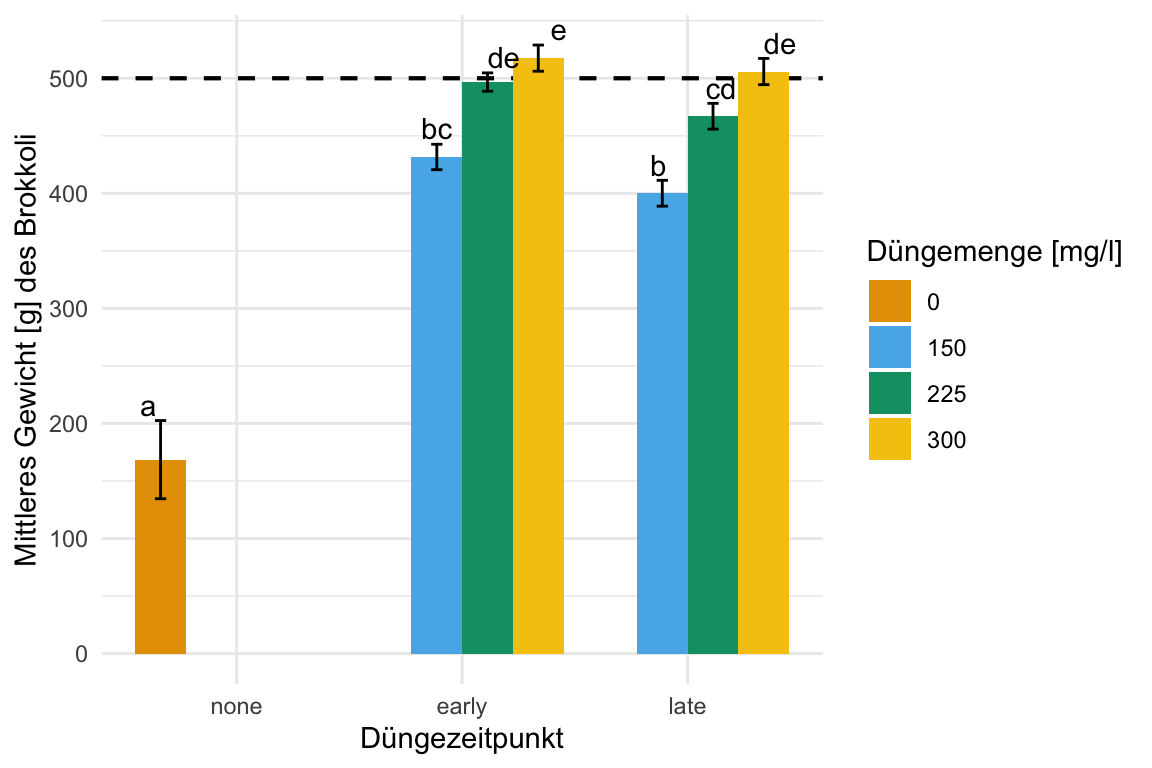 Mittleres Gewicht [g] des Brokkoli
500
400
300
200
100
0
a
bc
de
e
b
cd
de
none
early
late
Düngezeitpunkt
Düngemenge [mg/l]
0
150
225
300